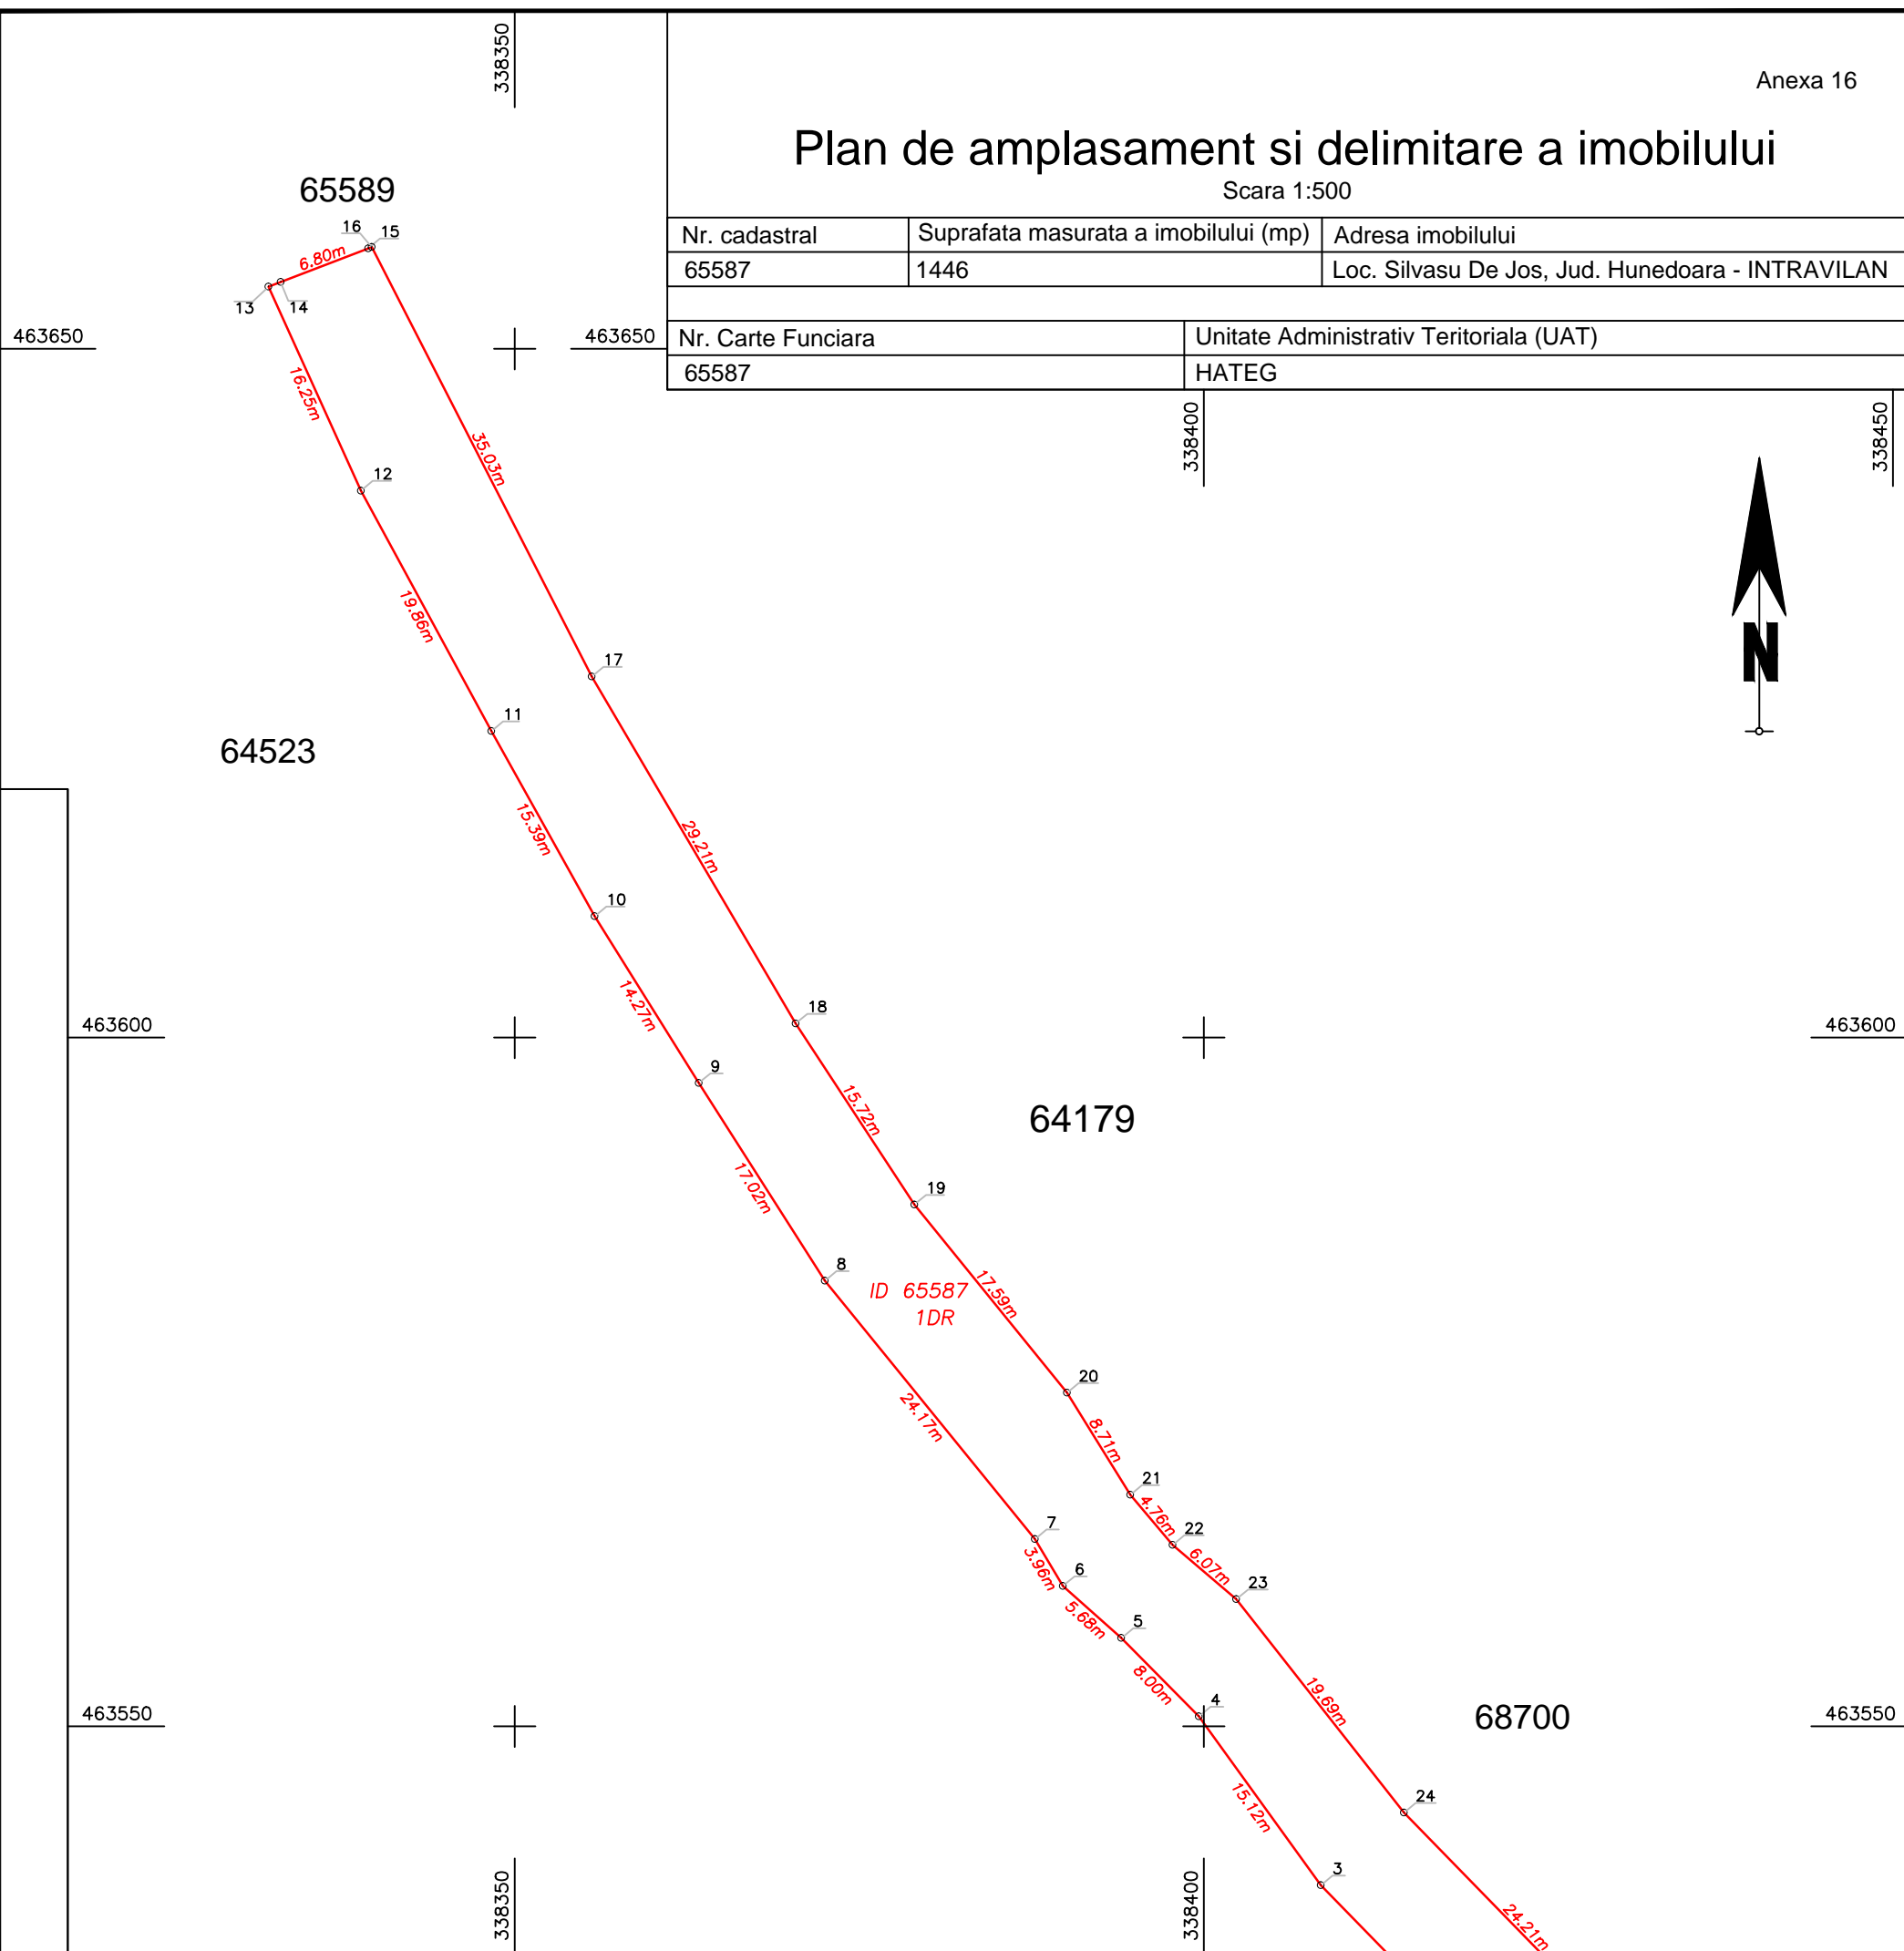 338350
Anexa 16
Plan de amplasament si delimitare a imobilului
Scara 1:500
Nr. cadastral
Suprafata masurata a imobilului (mp)
Adresa imobilului
65587
1446
Loc. Silvasu De Jos, Jud. Hunedoara - INTRAVILAN
Nr. Carte Funciara
Unitate Administrativ Teritoriala (UAT)
65587
HATEG
65589
16
15
6.80m
13
14
463650
463650
338400
338450
16.25m
35.03m
12
N
19.86m
17
11
64523
15.39m
29.21m
10
14.27m
18
463600
463600
9
15.72m
64179
17.02m
19
8
ID 65587
1DR
17.59m
20
24.17m
8.71m
21
4.76m
22
7
6.07m
3.96m
6
23
5.68m
5
8.00m
19.69m
4
68700
463550
463550
15.12m
24
3
338350
338400
24.21m